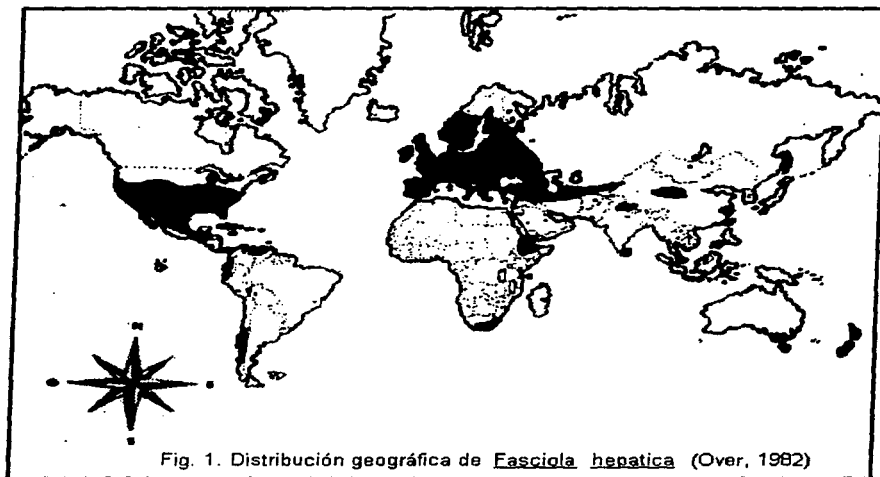 Fig. 1. Distribución geográfica de Fasciola hepatica (Over, 1982)